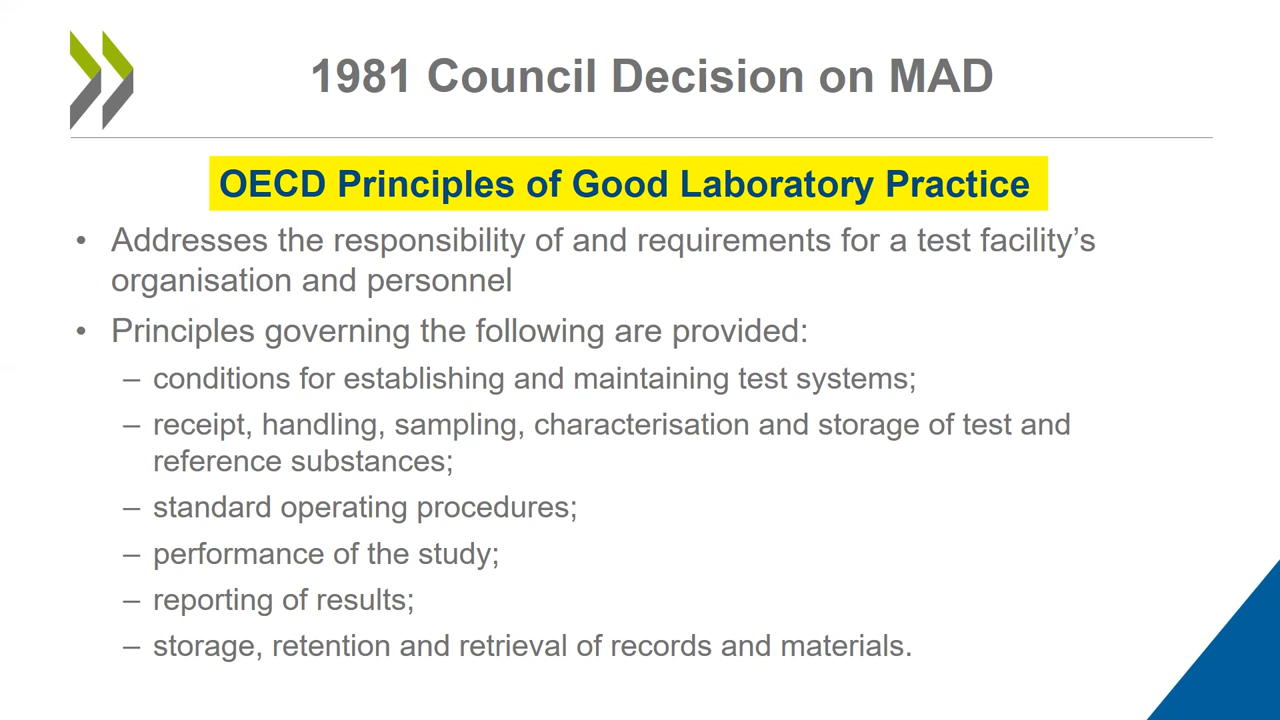 1981 Council Decision on MAD
OECD Principles of Good Laboratory Practice
• Addresses the responsibility of and requirements for a test facility’s
organisation and personnel
• Principles governing the following are provided:
– conditions for establishing and maintaining test systems;
– receipt, handling, sampling, characterisation and storage of test and
reference substances;
– standard operating procedures;
– performance of the study;
– reporting of results;
– storage, retention and retrieval of records and materials.